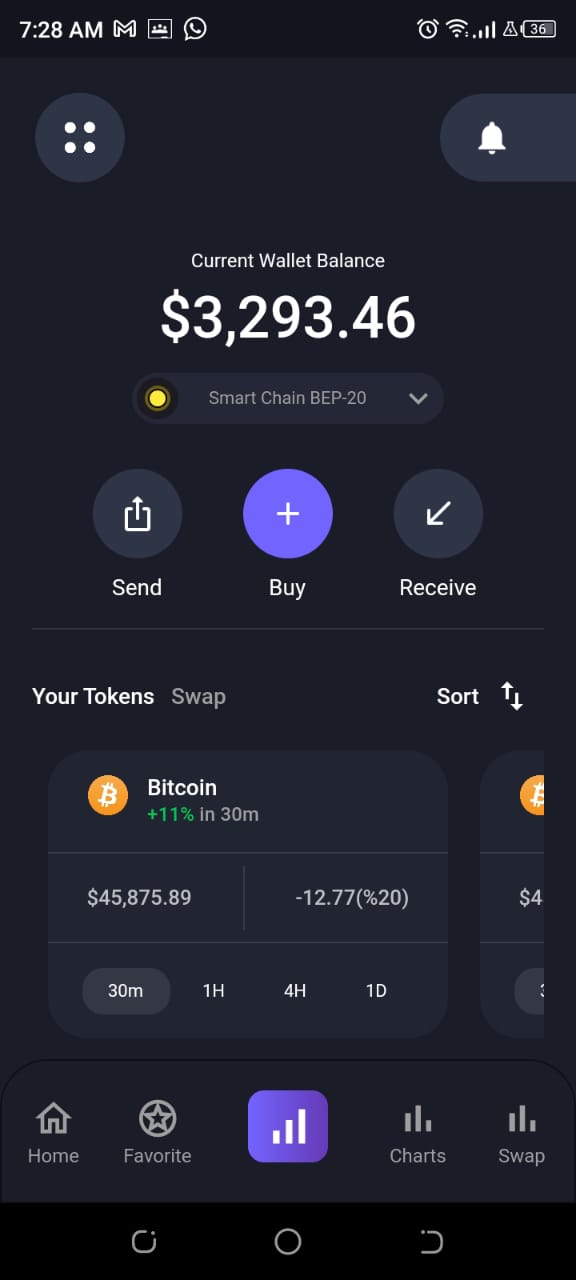 7:28 AM
36
Current Wallet Balance
$3,293.46
Smart Chain BEP-20
Send
Buy
Receive
Your Tokens
Swap
Sort
Bitcoin
+11% in 30m
$45,875.89
-12.77(%20)
$4
30m
1H
4H
1D
Home
Favorite
Charts
Swap